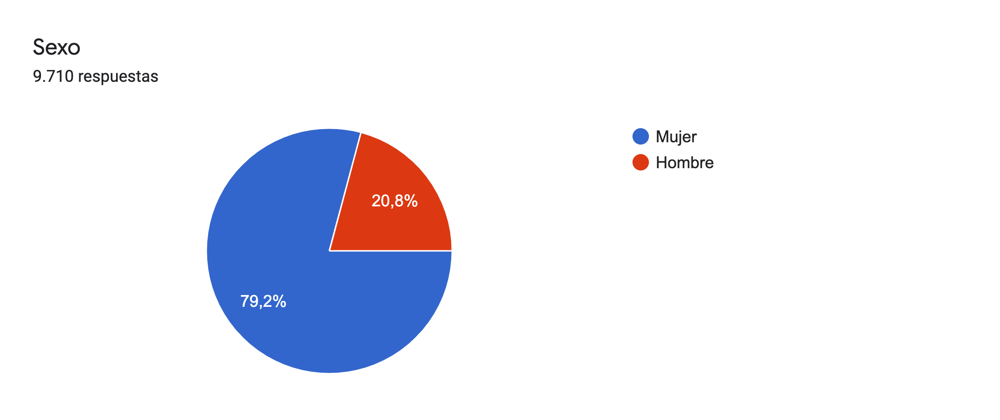 Sexo
9.710 respuestas
Mujer
Hombre
20,8%
79,2%